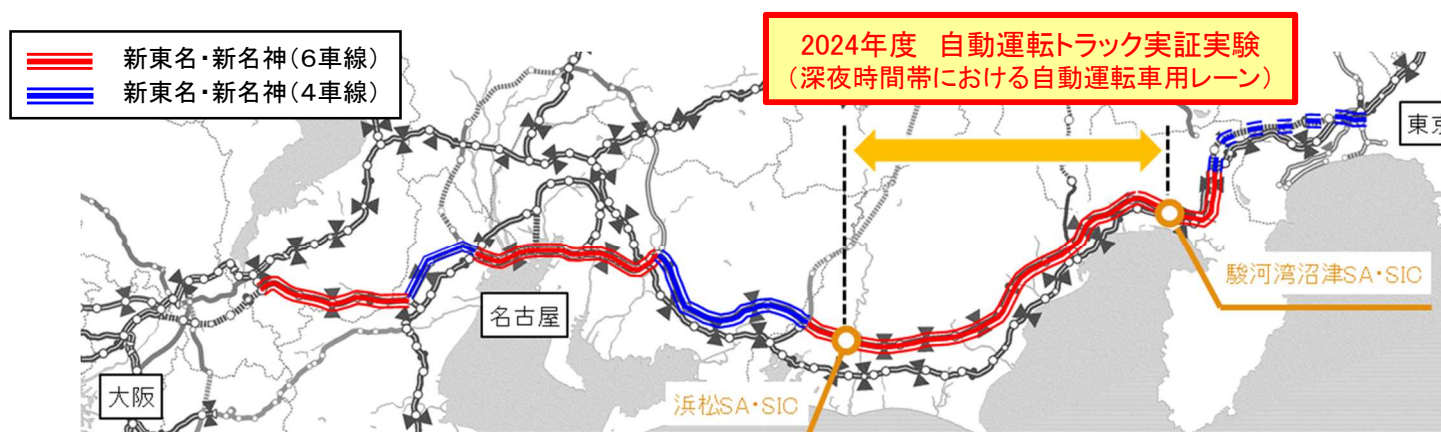 新東名・新名神(6車線)
新東名・新名神(4車線)
2024年度 自動運転トラック実証実験
(深夜時間帯における自動運転車用レーン)
東京
駿河湾沼津SA・SIC
名古屋
大阪
浜松SA・SIC